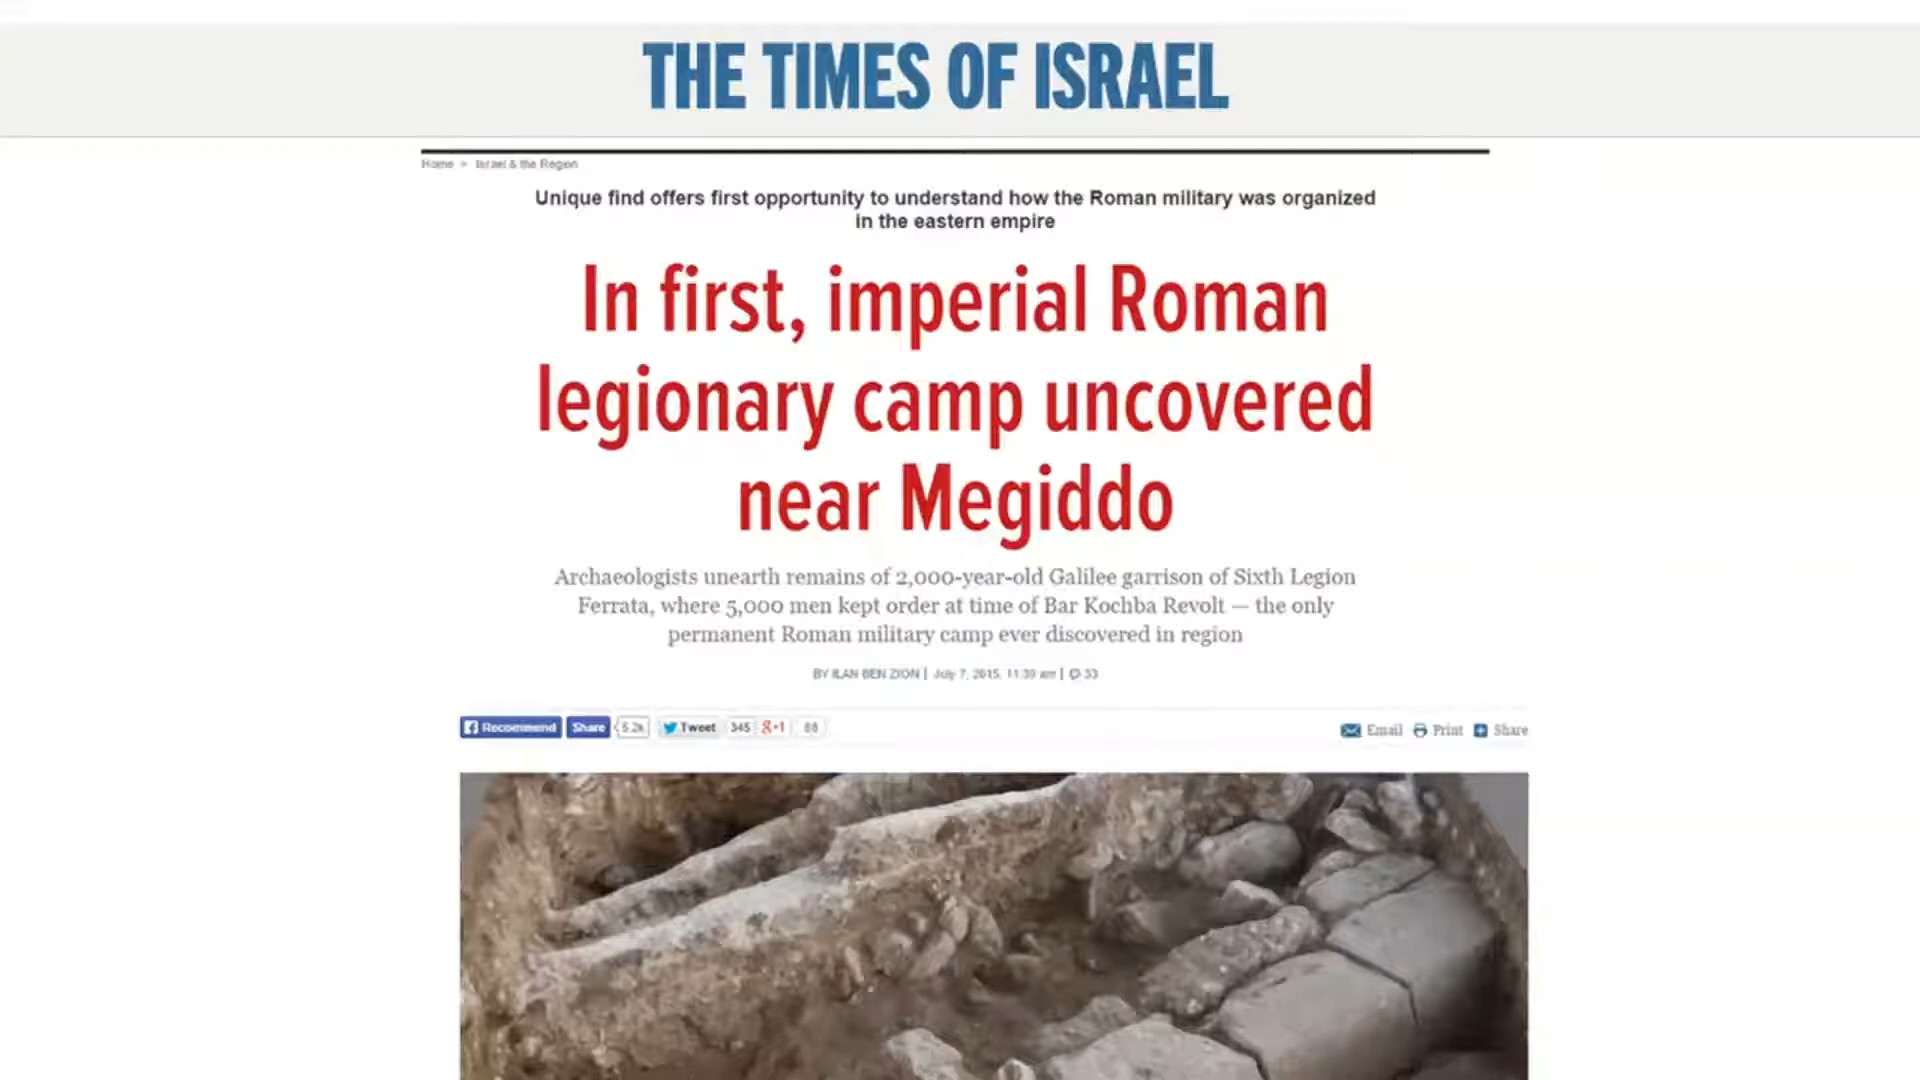 THE TIMES OF ISRAEL
Home > Israel & the Region
Unique find offers first opportunity to understand how the Roman military was organized
in the eastern empire
In first, imperial Roman
legionary camp uncovered
near Megiddo
Archaeologists unearth remains of 2,000-year-old Galilee garrison of Sixth Legion
Ferrata, where 5,000 men kept order at time of Bar Kochba Revolt — the only
permanent Roman military camp ever discovered in region
BY ILAN BEN ZION | July 7, 2015, 11:39 am | 33
Recommend Share 5.2k Tweet 345 g+1 88 Email Print Share